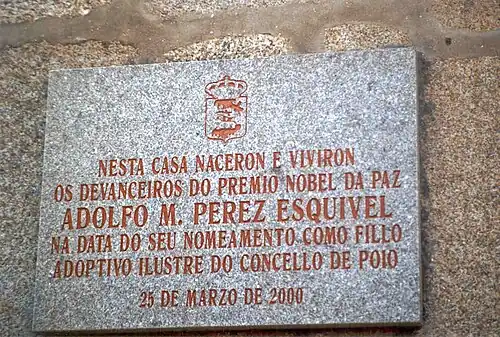 NESTA CASA NACERON E VIVIRON
OS DEVANCEIROS DO PREMIO NOBEL DA PAZ
ADOLFO M. PEREZ ESQUIVEL
NA DATA DO SEU NOMEAMENTO COMO FILLO
ADOPTIVO ILUSTRE DO CONCELLO DE POIO
25 DE MARZO DE 2000